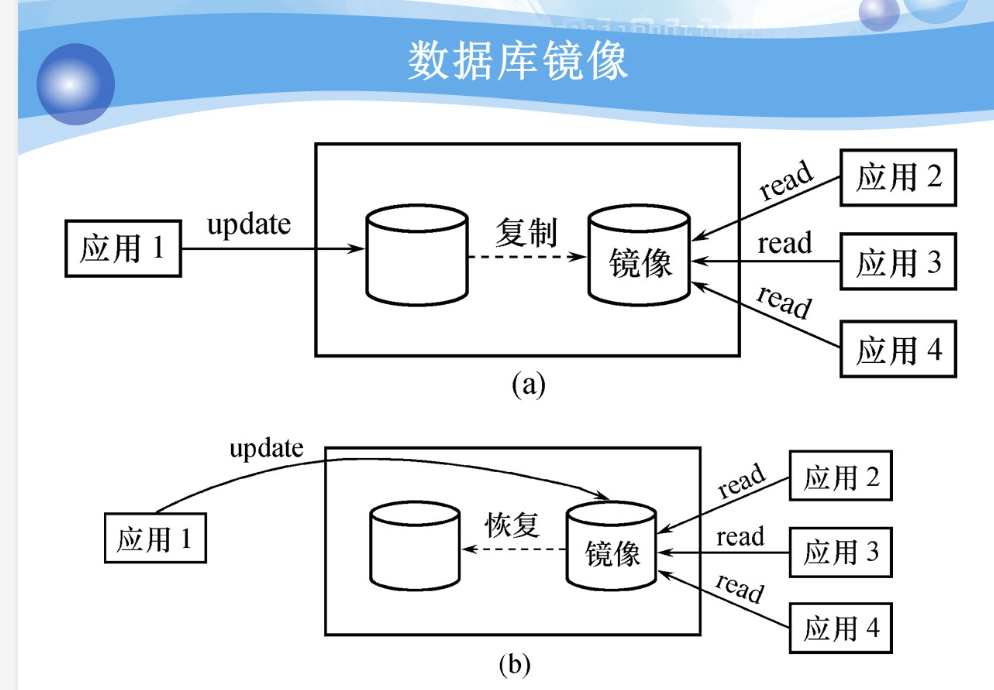 数据库镜像
应用 1
update
复制
镜像
read
应用 2
read
应用 3
read
应用 4
(a)
update
应用 1
恢复
镜像
read
应用 2
read
应用 3
read
应用 4
(b)